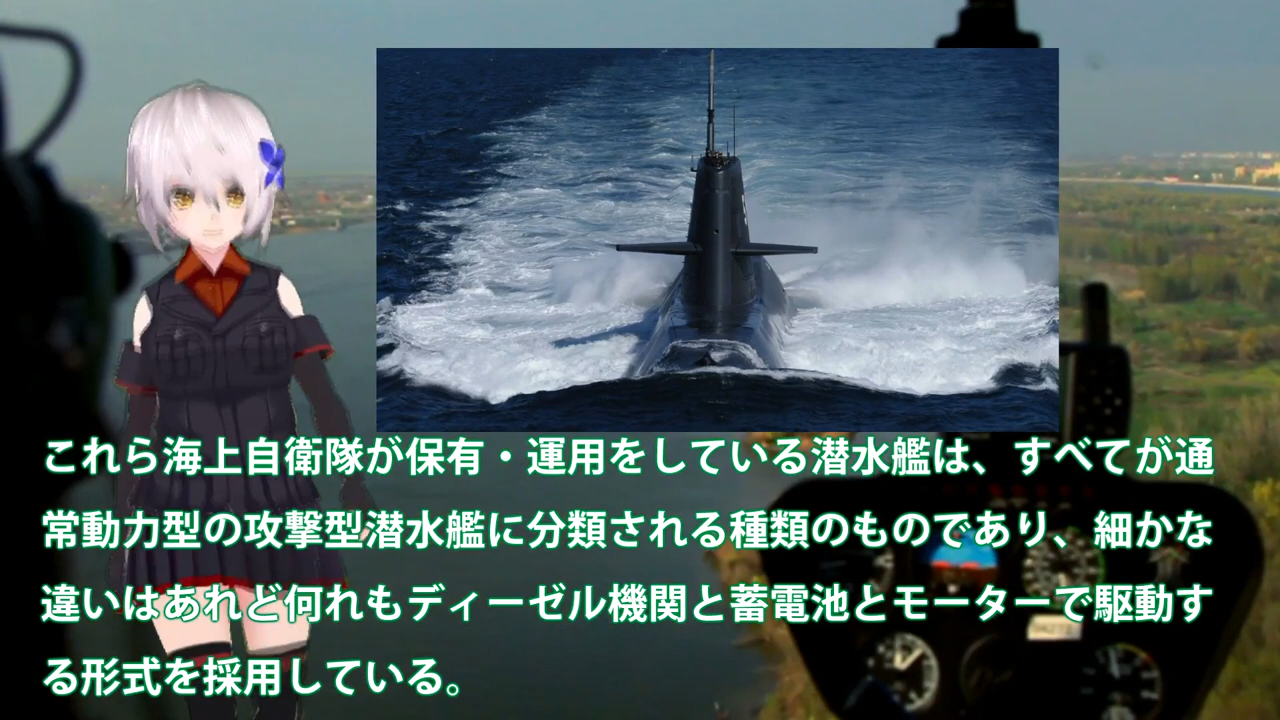 これら海上自衛隊が保有・運用をしている潜水艦は、すべてが通
常動力型の攻撃型潜水艦に分類される種類のものであり、細かな
違いはあれど何れもディーゼル機関と蓄電池とモーターで駆動す
る形式を採用している。